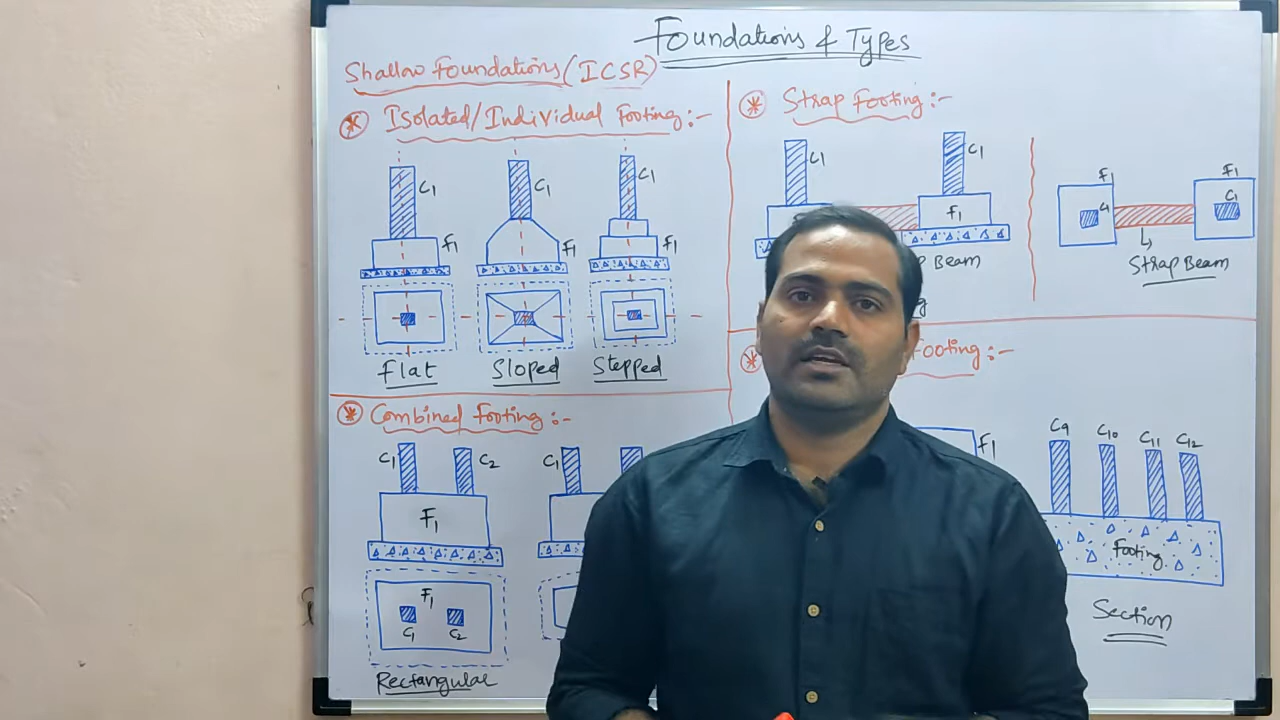 Foundations & Types
Shallow Foundations (ICSR)
* Isolated/Individual Footing:-
C1
C1
C1
F1
F1
F1
Flat
Sloped
Stepped
* Strap Footing:-
C1
C1
F1
Beam
F1
F1
C1
C1
Strap Beam
* Combined Footing:-
C1
C2
C1
F1
F1
C1
C2
Rectangular
* Footing:-
F1
C9
C10
C11
C12
Footing
Section